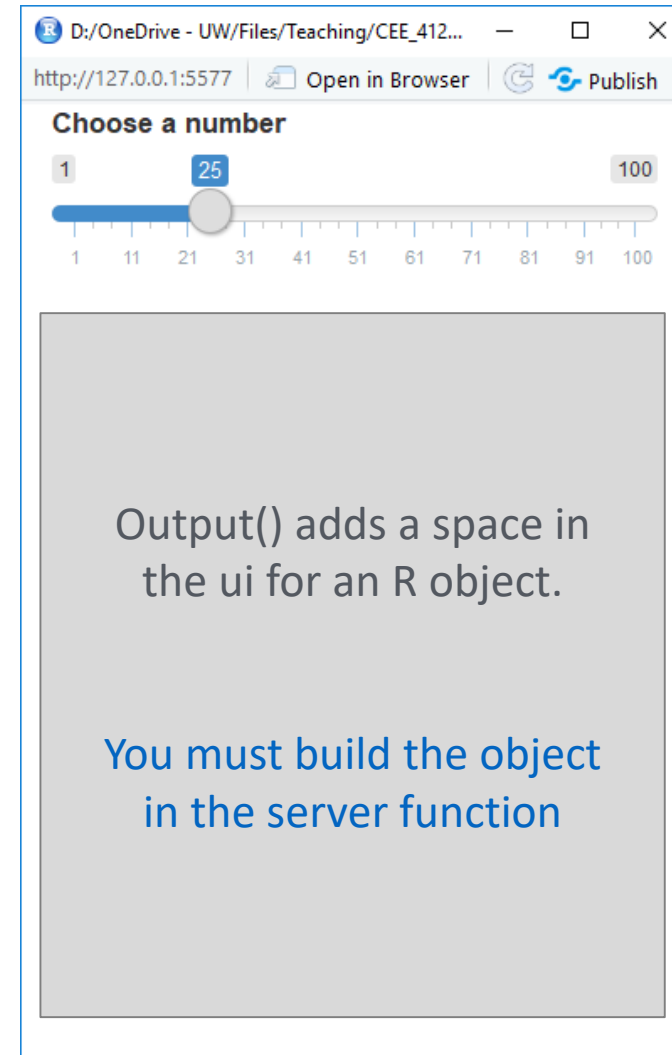 R D:/OneDrive - UW/Files/Teaching/CEE_412...
http://127.0.0.1:5577 Open in Browser Publish
Choose a number
1 25 100
1 11 21 31 41 51 61 71 81 91 100
Output() adds a space in
the ui for an R object.
You must build the object
in the server function